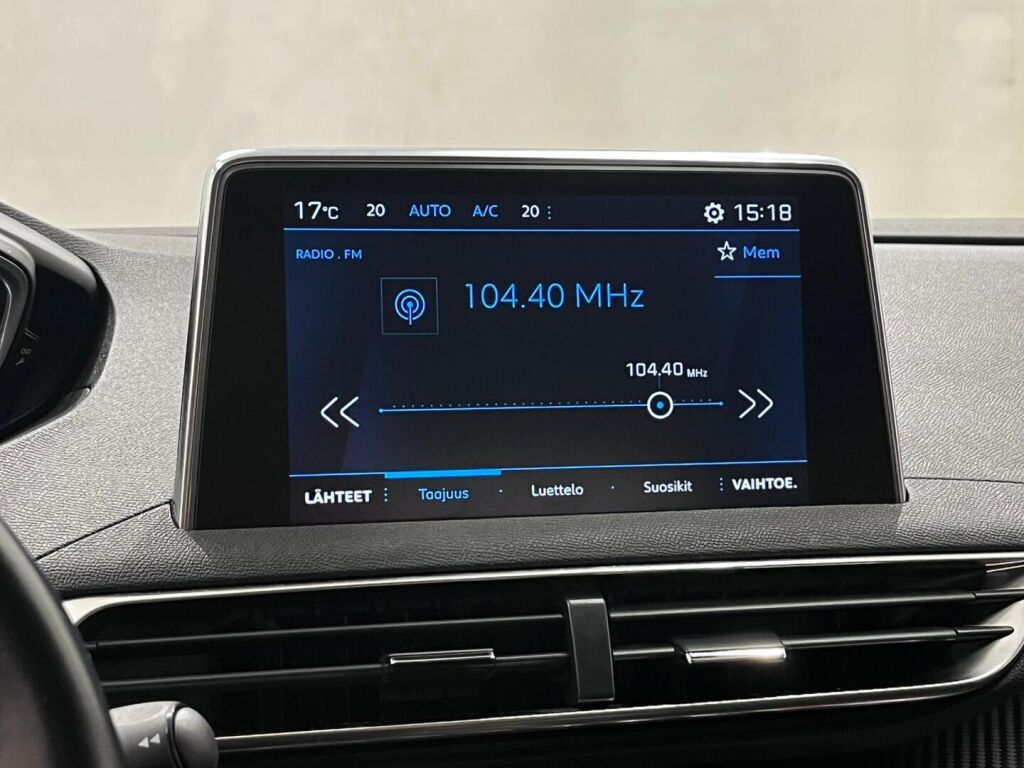 17°C 20 AUTO A/C 20 15:18
RADIO . FM
Mem
104.40 MHz
104.40 MHz
LÄHTEET Taajuus Luettelo Suosikit VAIHTOE.